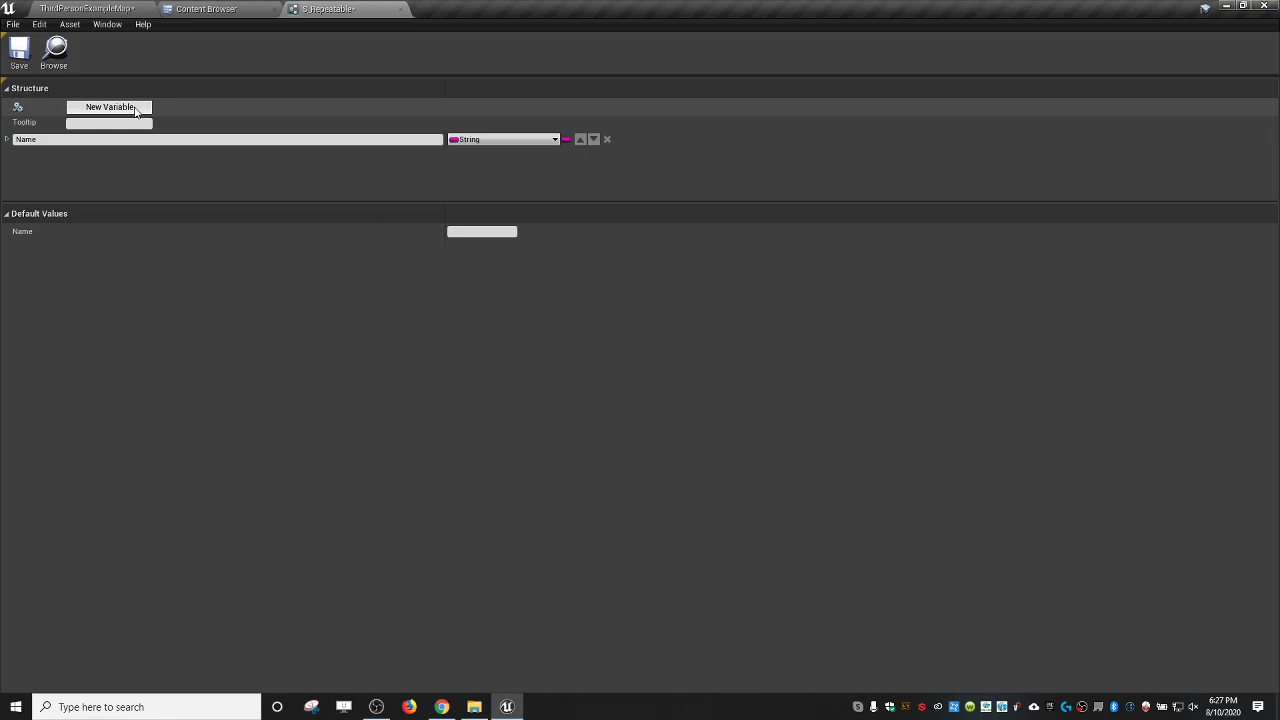 ThirdPersonExampleMap*
Content Browser
S_Repeatable*
File Edit Asset Window Help
Save Browse
Structure
New Variable
Tooltip
Name String
Default Values
Name
Type here to search
6:27 PM
8/10/2020